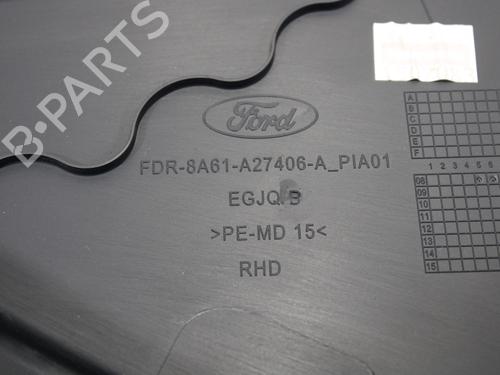 B-PARTS
Ford
FDR-8A61-A27406-A_PIA01
EGJQ B
>PE-MD 15<
RHD
A
B
C
D
E
F
1 2 3 4 5 6
08
09
10
11
12
13
14
15